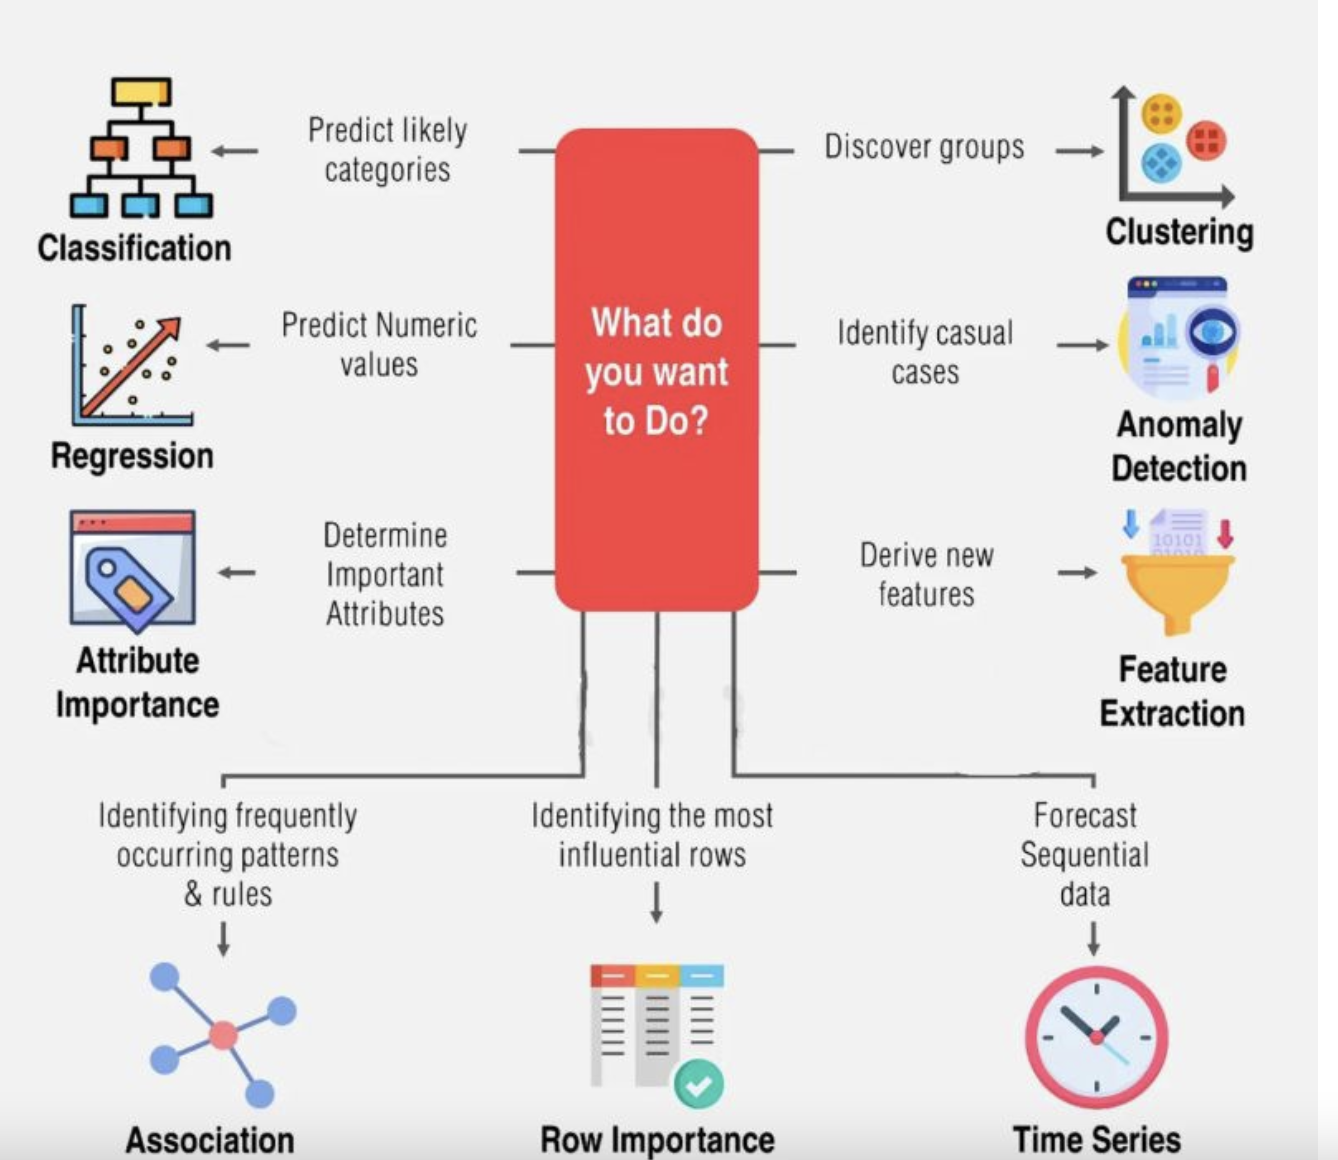 Predict likely
categories
Classification
Predict Numeric
values
Regression
Determine
Important
Attributes
Attribute
Importance
What do
you want
to Do?
Discover groups
Clustering
Identify casual
cases
Anomaly
Detection
Derive new
features
10101
01010
Feature
Extraction
Identifying frequently
occurring patterns
& rules
Association
Identifying the most
influential rows
Row Importance
Forecast
Sequential
data
Time Series